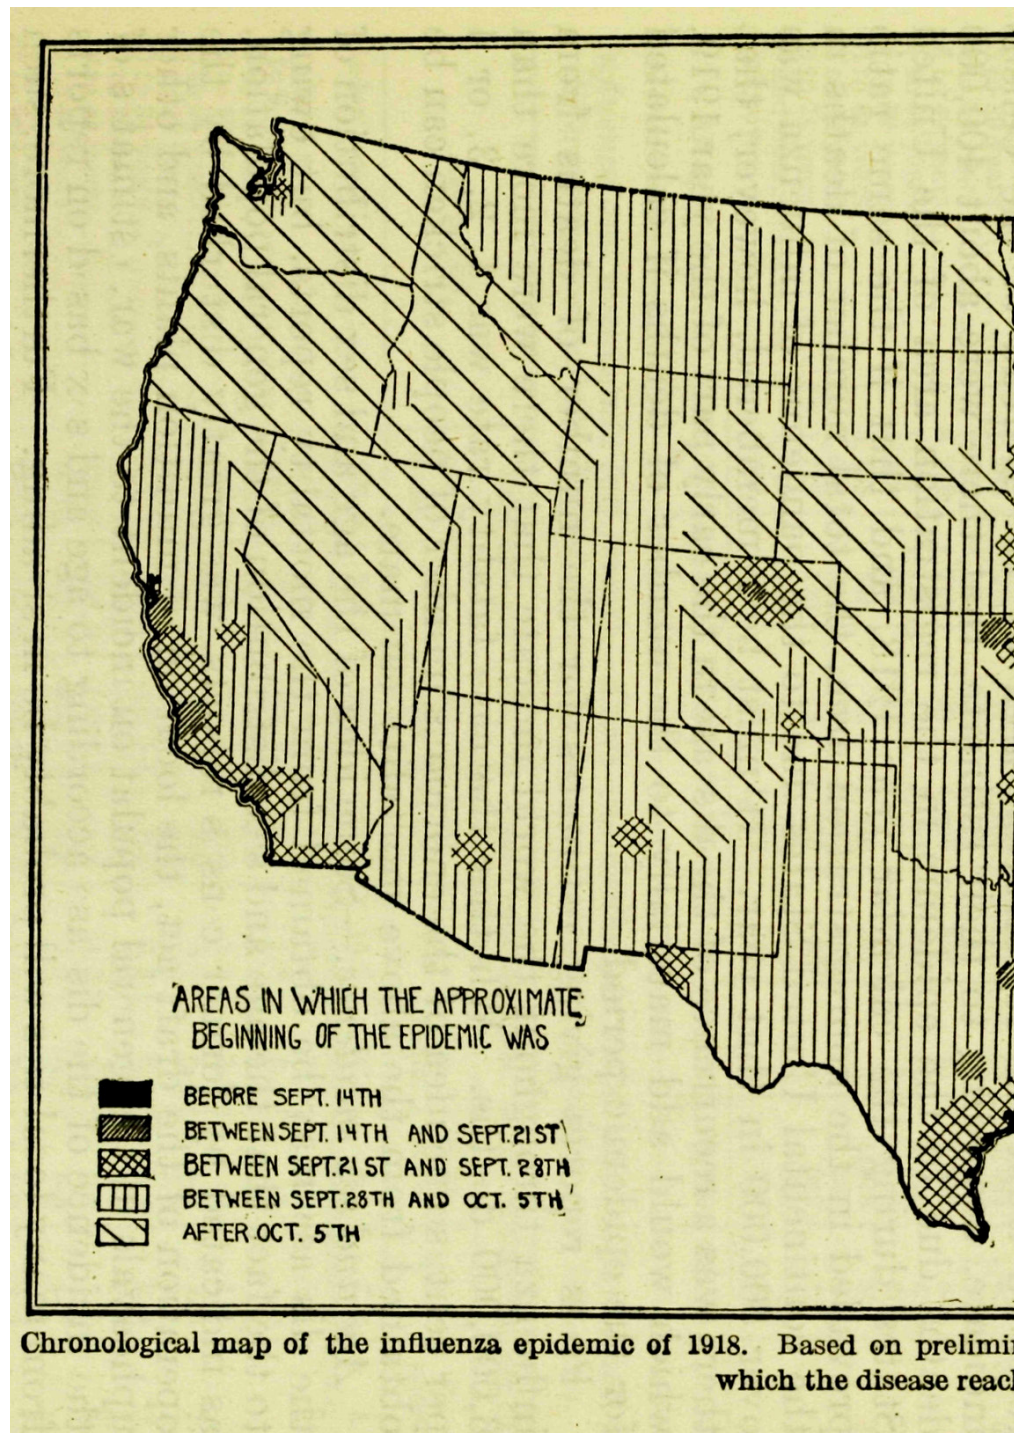 AREAS IN WHICH THE APPROXIMATE
BEGINNING OF THE EPIDEMIC WAS
BEFORE SEPT. 14TH
BETWEEN SEPT. 14TH AND SEPT. 21ST
BETWEEN SEPT. 21ST AND SEPT. 28TH
BETWEEN SEPT. 28TH AND OCT. 5TH
AFTER OCT. 5TH
Chronological map of the influenza epidemic of 1918. Based on prelimin
which the disease reach